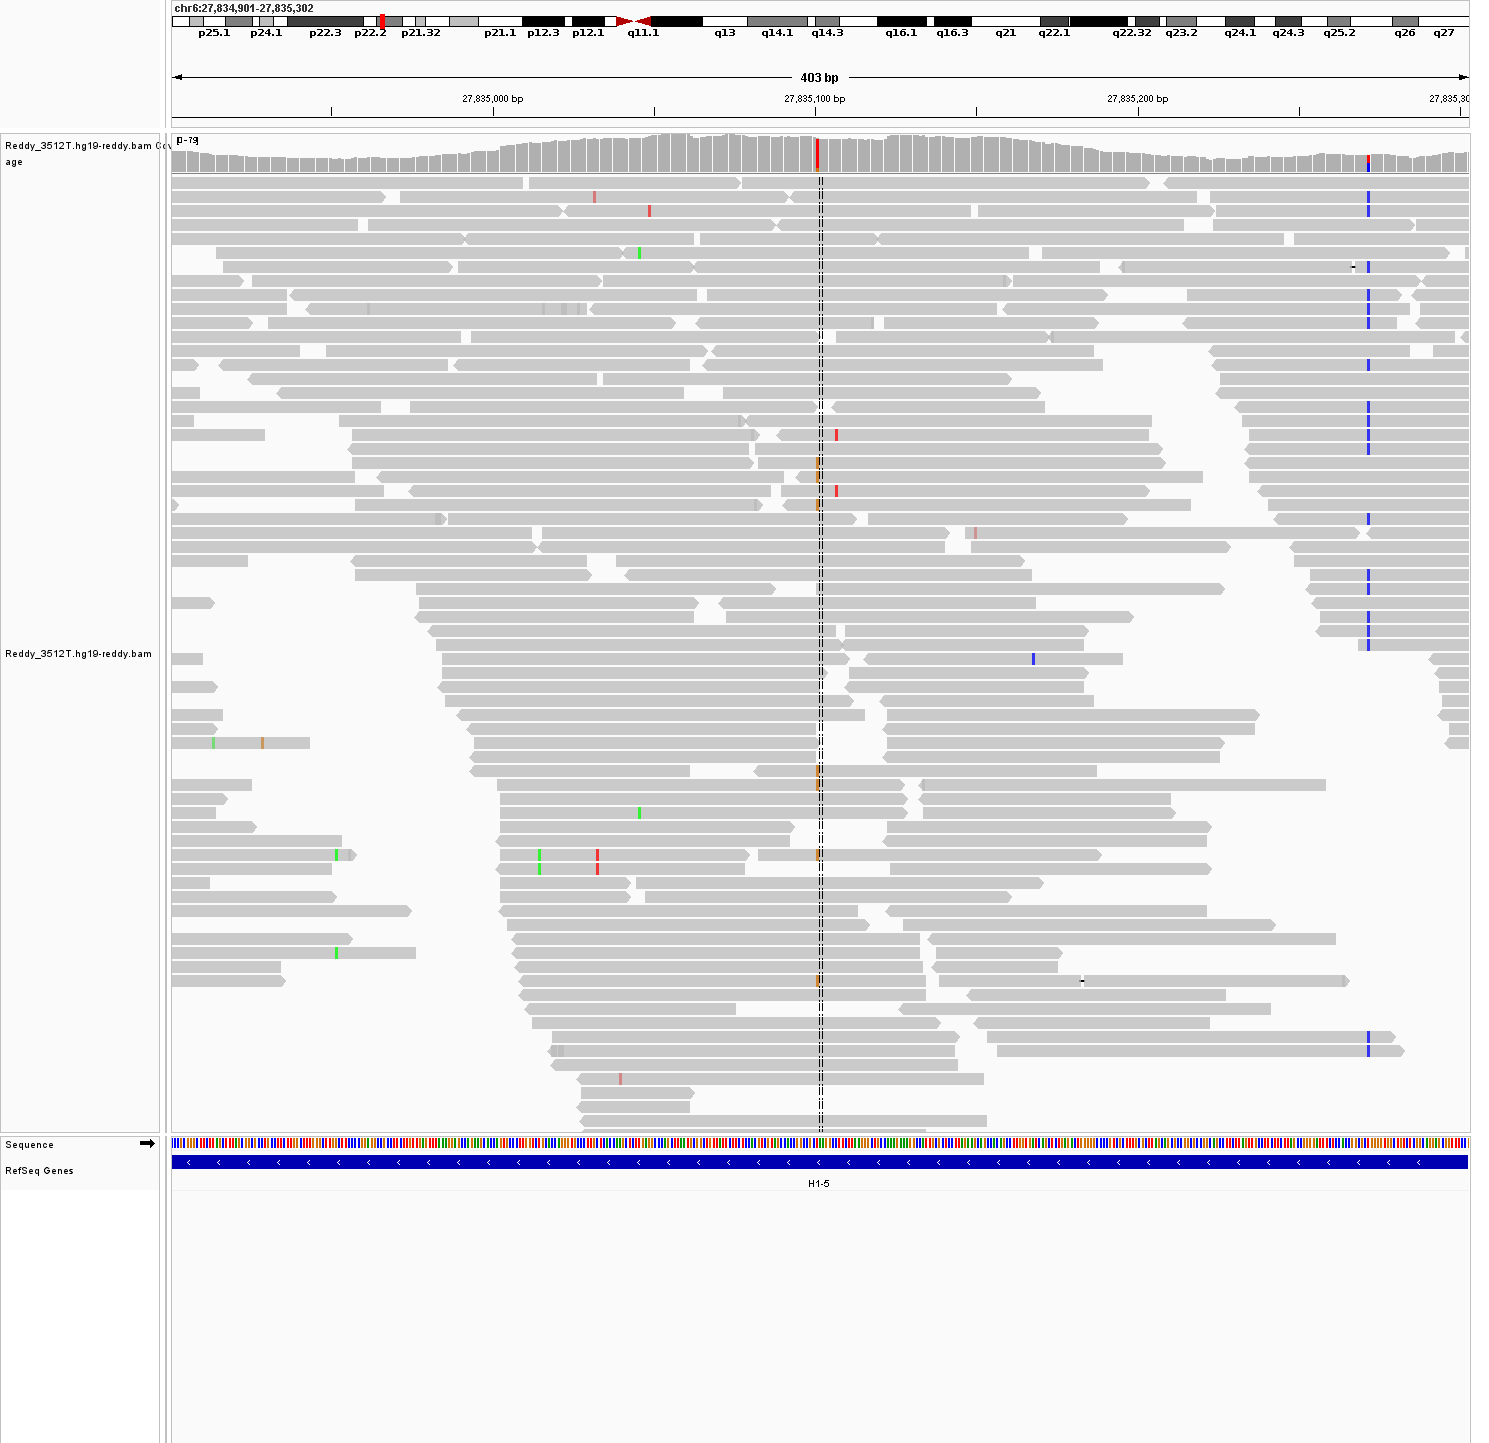 chr6:27,834,901-27,835,302
p25.1 p24.1 p22.3 p22.2 p21.32 p21.1 p12.3 p12.1 q11.1 q13 q14.1 q14.3 q16.1 q16.3 q21 q22.1 q22.32 q23.2 q24.1 q24.3 q25.2 q26 q27
403 bp
27,835,000 bp 27,835,100 bp 27,835,200 bp 27,835,30
[0-79]
Reddy_3512T.hg19-reddy.bam Cov
age
Reddy_3512T.hg19-reddy.bam
Sequence
RefSeq Genes
H1-5